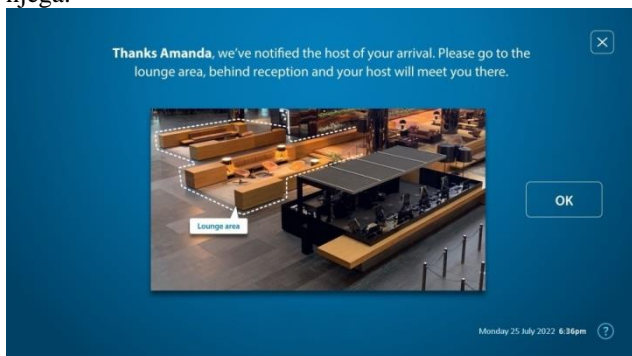 njega.
Thanks Amanda, we've notified the host of your arrival. Please go to the
lounge area, behind reception and your host will meet you there.
Lounge area
OK
Monday 25 July 2022 6:36pm
?